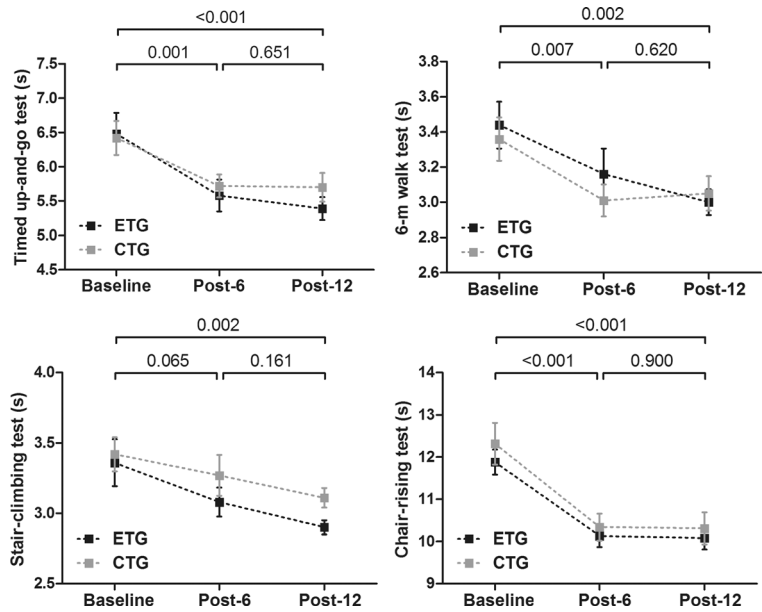 <0.001
0.001
0.651
Timed up-and-go test (s)
7.5
7.0
6.5
6.0
5.5
5.0
4.5
ETG
CTG
Baseline
Post-6
Post-12
0.002
0.007
0.620
6-m walk test (s)
3.8
3.6
3.4
3.2
3.0
2.8
2.6
ETG
CTG
Baseline
Post-6
Post-12
0.002
0.065
0.161
Stair-climbing test (s)
4.0
3.5
3.0
2.5
ETG
CTG
Baseline
Post-6
Post-12
<0.001
<0.001
0.900
Chair-rising test (s)
14
13
12
11
10
9
ETG
CTG
Baseline
Post-6
Post-12